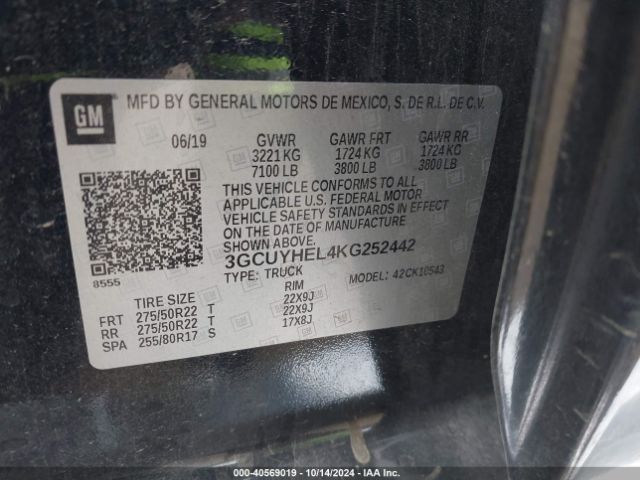 GM
MFD BY GENERAL MOTORS DE MEXICO, S. DE R.L. DE C.V.
06/19 GVWR GAWR FRT GAWR RR
3221 KG 1724 KG 1724 KG
7100 LB 3800 LB 3800 LB
THIS VEHICLE CONFORMS TO ALL
APPLICABLE U.S. FEDERAL MOTOR
VEHICLE SAFETY STANDARDS IN EFFECT
ON THE DATE OF MANUFACTURE
SHOWN ABOVE.
3GCUYHEL4KG252442
8555
TYPE: TRUCK MODEL: 42CK10543
TIRE SIZE RIM
FRT 275/50R22 T 22X9J
RR 275/50R22 T 22X9J
SPA 255/80R17 S 17X8J
000-40569019 | 10/14/2024 | IAA Inc.